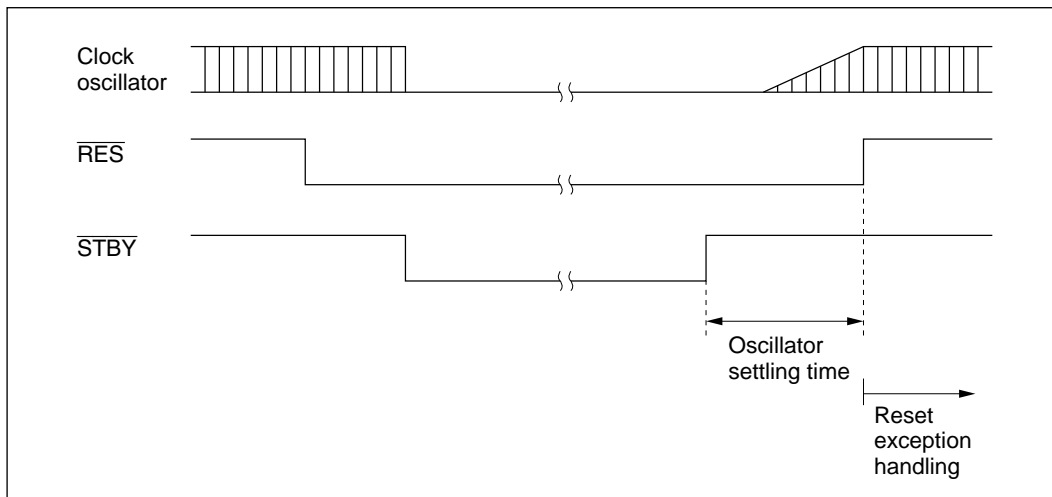 Clock
oscillator
RES
STBY
Oscillator
settling time
Reset
exception
handling